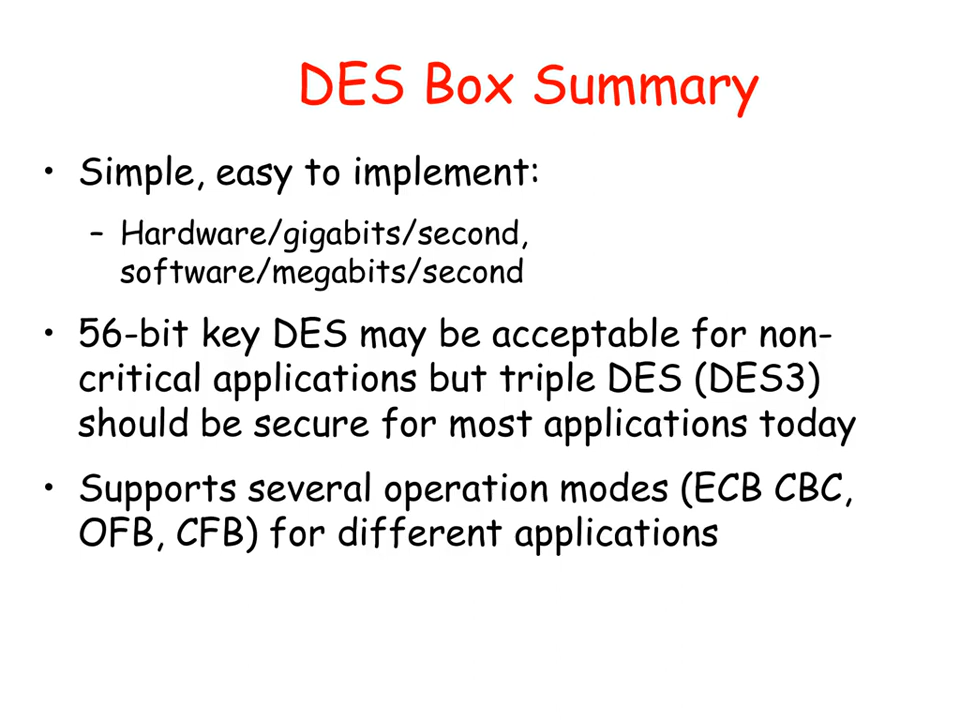 DES Box Summary
• Simple, easy to implement:
– Hardware/gigabits/second,
software/megabits/second
• 56-bit key DES may be acceptable for non-
critical applications but triple DES (DES3)
should be secure for most applications today
• Supports several operation modes (ECB CBC,
OFB, CFB) for different applications